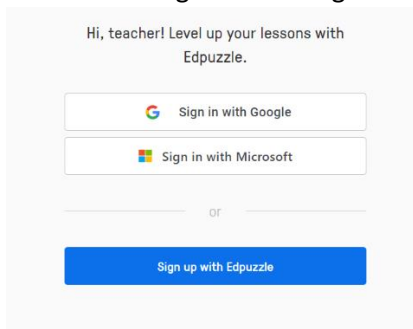 Hi, teacher! Level up your lessons with
Edpuzzle.
Sign in with Google
Sign in with Microsoft
or
Sign up with Edpuzzle